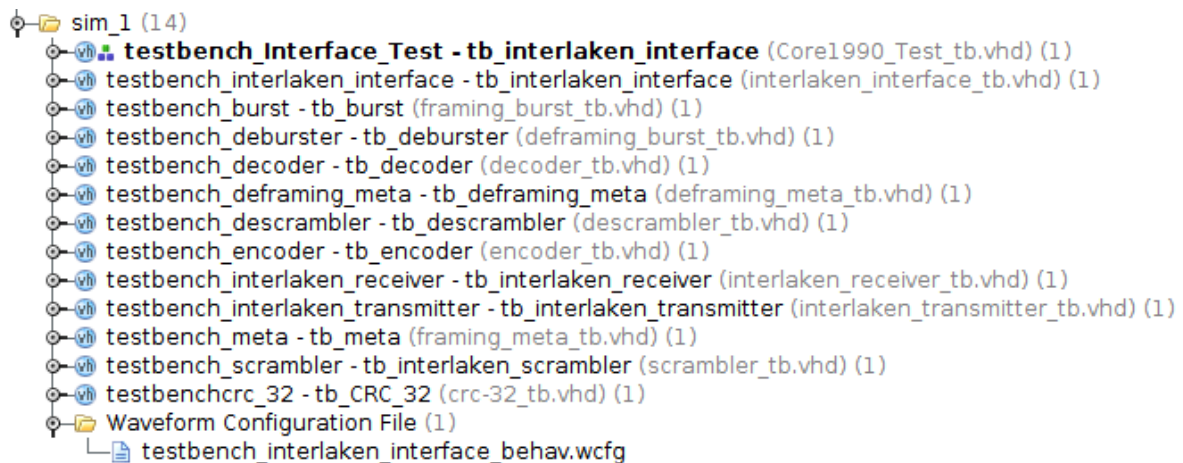 sim_1 (14)
testbench_Interface_Test - tb_interlaken_interface (Core1990_Test_tb.vhd) (1)
testbench_interlaken_interface - tb_interlaken_interface (interlaken_interface_tb.vhd) (1)
testbench_burst - tb_burst (framing_burst_tb.vhd) (1)
testbench_deburster - tb_deburster (deframing_burst_tb.vhd) (1)
testbench_decoder - tb_decoder (decoder_tb.vhd) (1)
testbench_deframing_meta - tb_deframing_meta (deframing_meta_tb.vhd) (1)
testbench_descrambler - tb_descrambler (descrambler_tb.vhd) (1)
testbench_encoder - tb_encoder (encoder_tb.vhd) (1)
testbench_interlaken_receiver - tb_interlaken_receiver (interlaken_receiver_tb.vhd) (1)
testbench_interlaken_transmitter - tb_interlaken_transmitter (interlaken_transmitter_tb.vhd) (1)
testbench_meta - tb_meta (framing_meta_tb.vhd) (1)
testbench_scrambler - tb_interlaken_scrambler (scrambler_tb.vhd) (1)
testbenchcrc_32 - tb_CRC_32 (crc-32_tb.vhd) (1)
Waveform Configuration File (1)
testbench_interlaken_interface_behav.wcfg